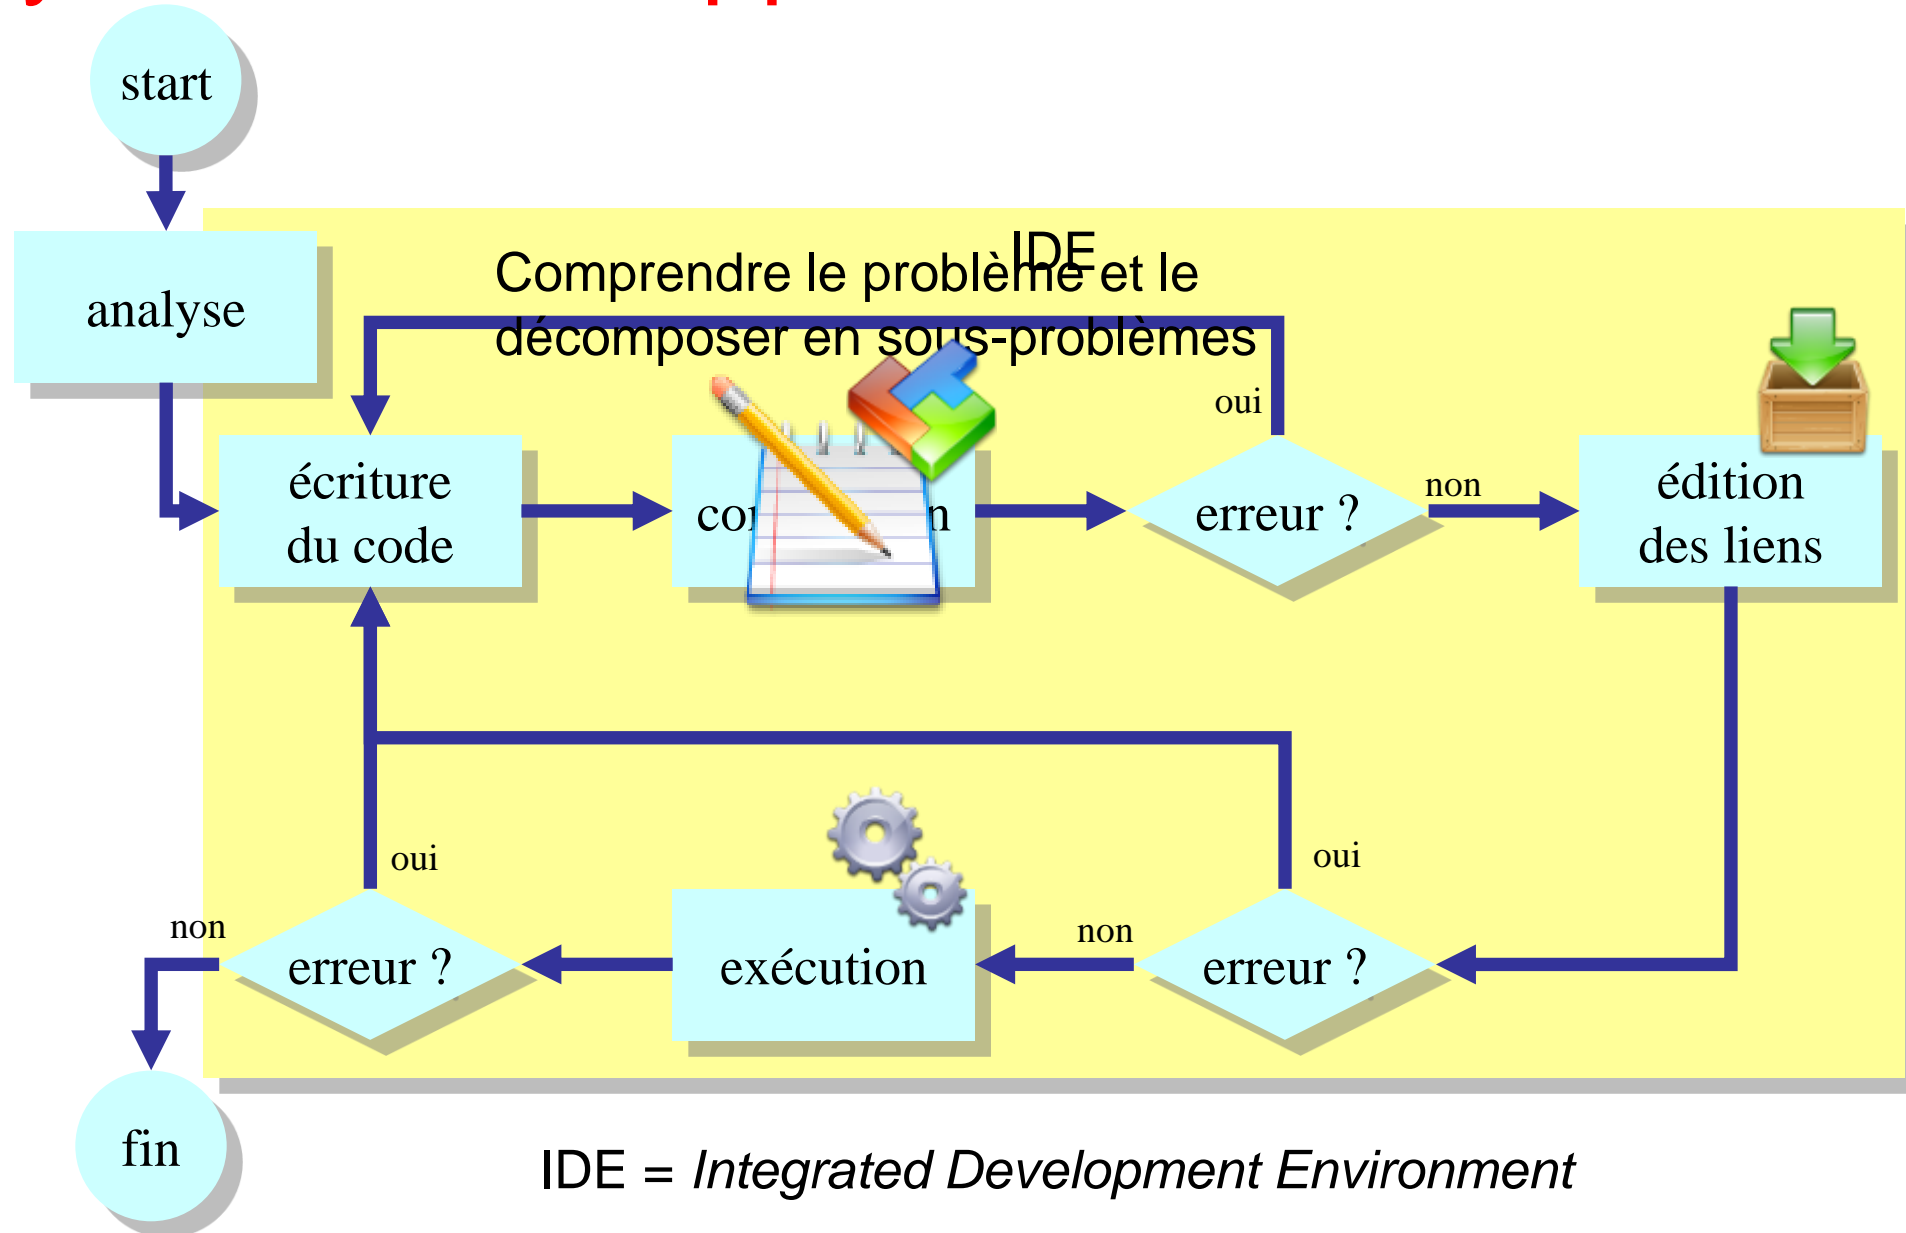 start
IDE
Comprendre le problème et le
décomposer en sous-problèmes
analyse
oui
écriture
du code
erreur ?
non
édition
des liens
oui
oui
non
erreur ?
exécution
non
erreur ?
fin
IDE = Integrated Development Environment